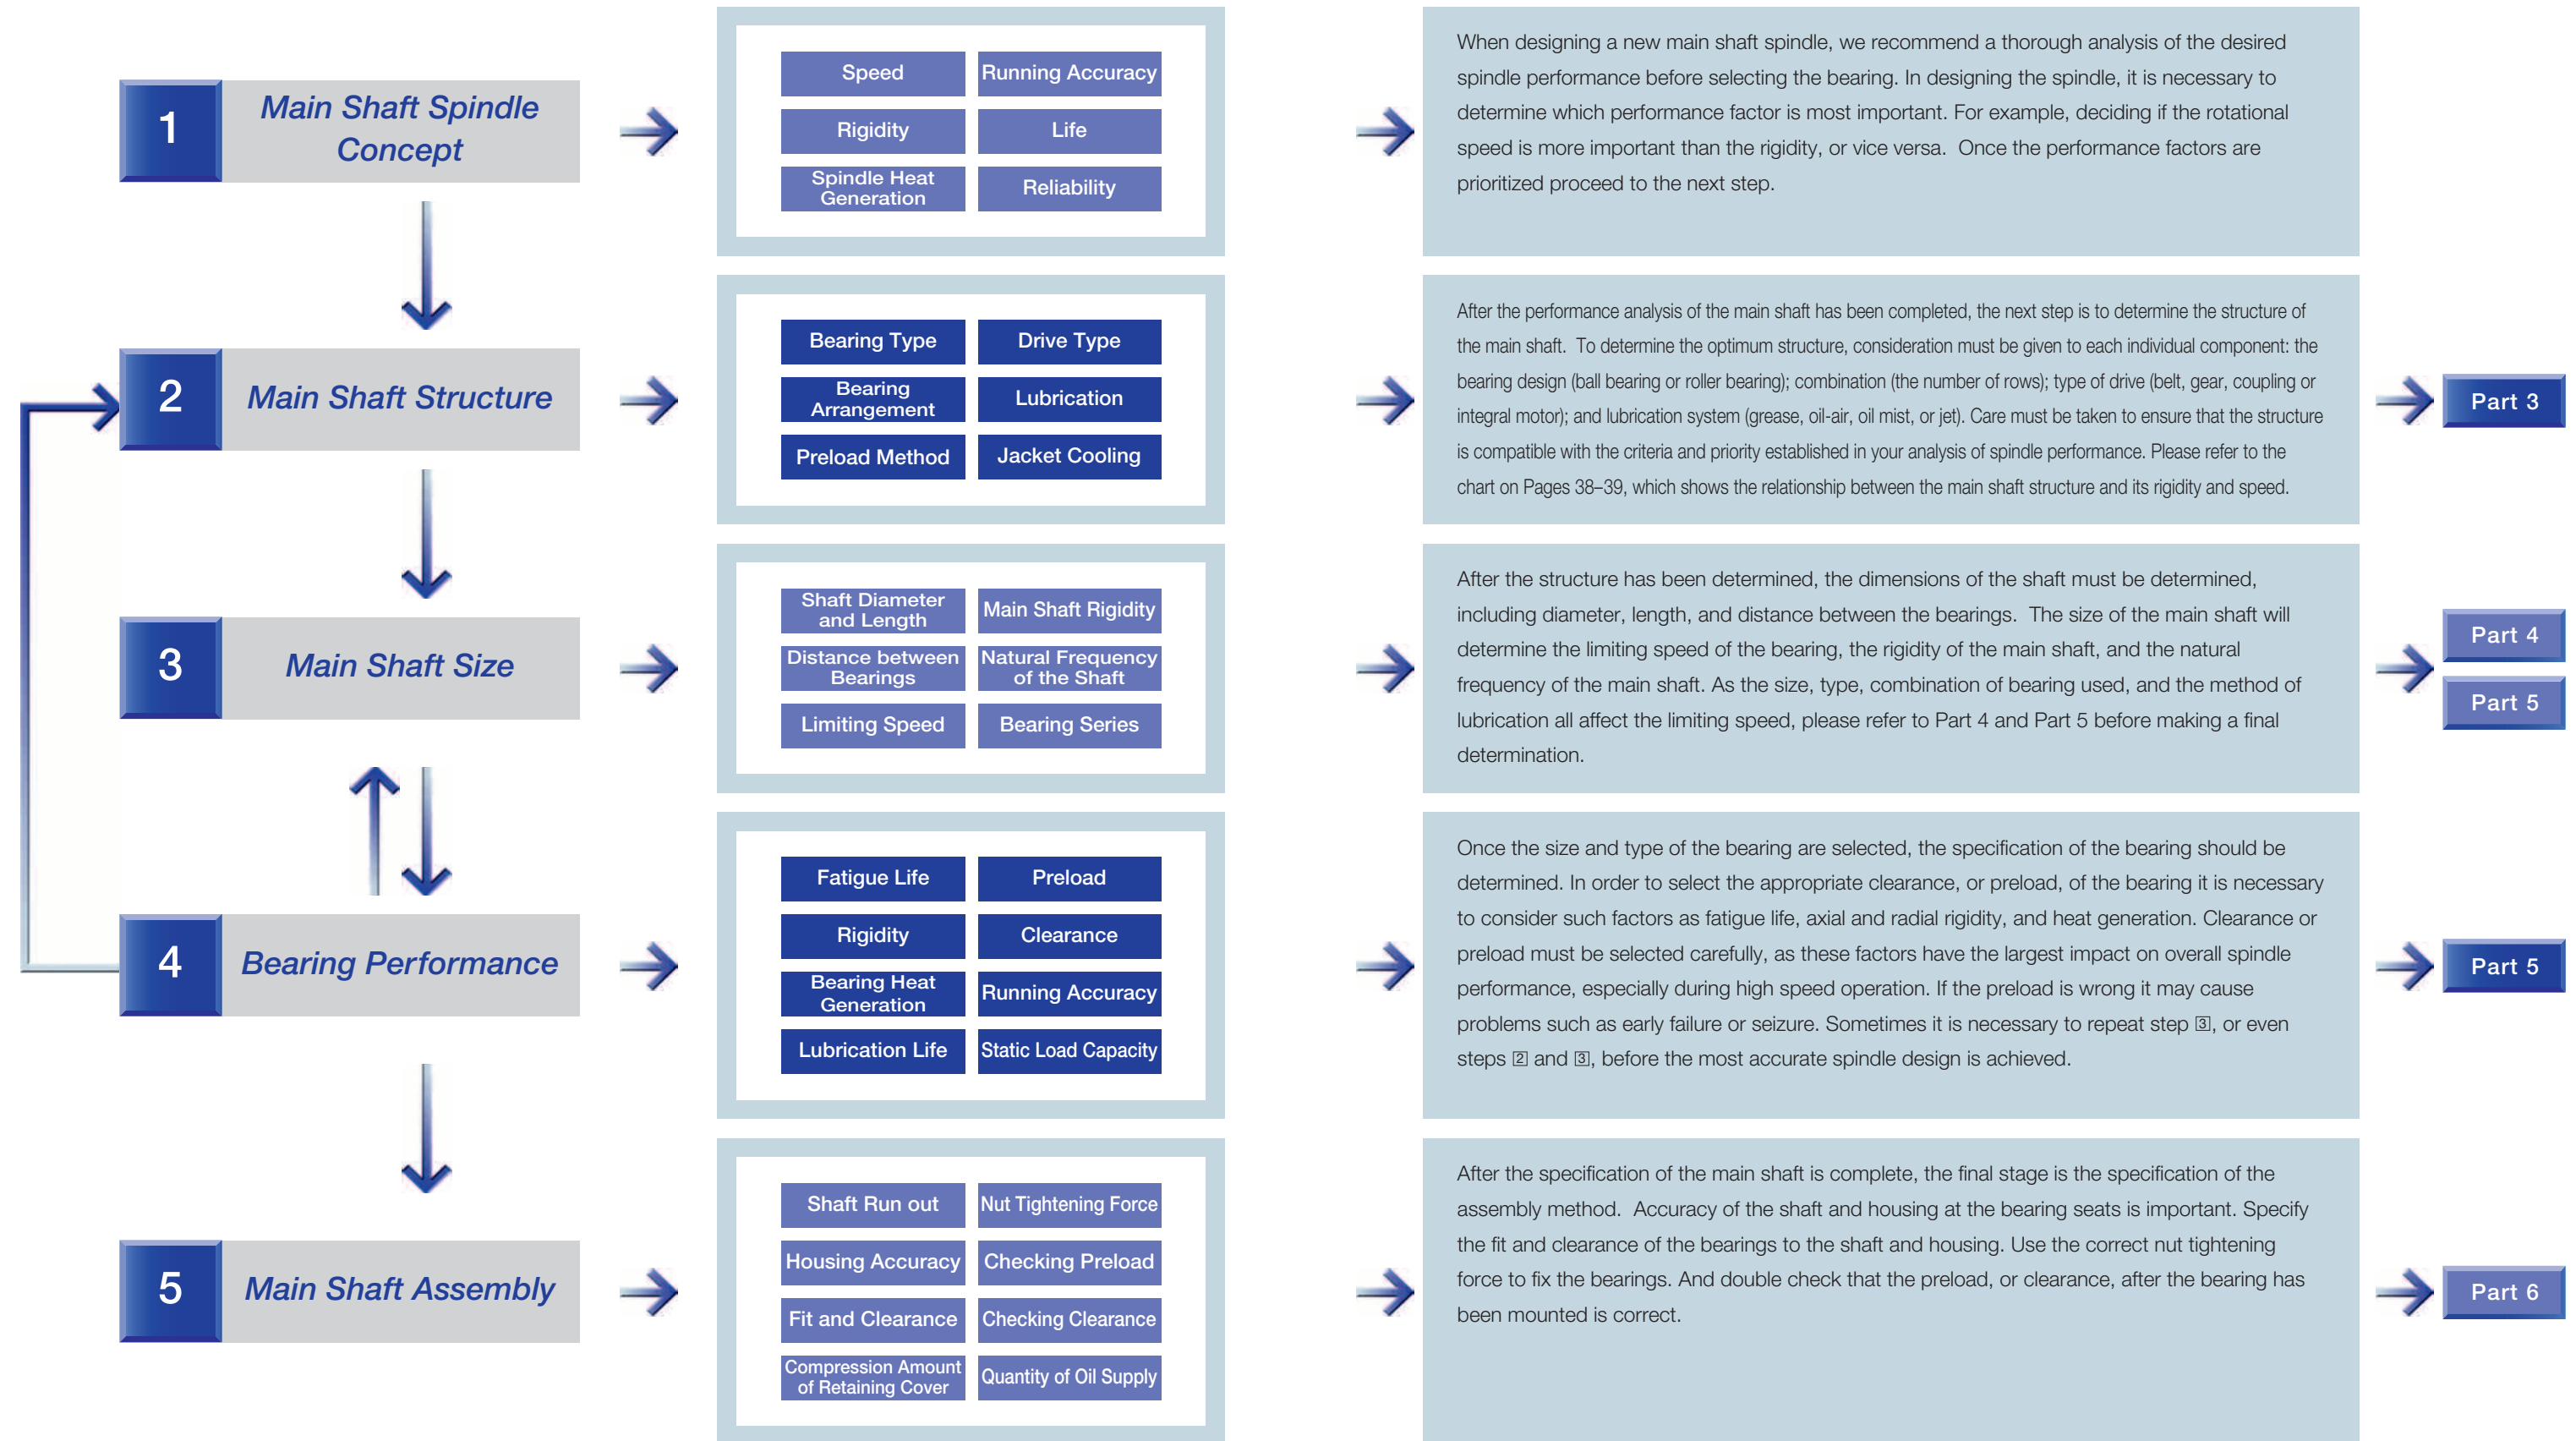 1
Main Shaft Spindle
Concept
Speed
Running Accuracy
Rigidity
Life
Spindle Heat
Generation
Reliability
When designing a new main shaft spindle, we recommend a thorough analysis of the desired
spindle performance before selecting the bearing. In designing the spindle, it is necessary to
determine which performance factor is most important. For example, deciding if the rotational
speed is more important than the rigidity, or vice versa. Once the performance factors are
prioritized proceed to the next step.
2
Main Shaft Structure
Bearing Type
Drive Type
Bearing
Arrangement
Lubrication
Preload Method
Jacket Cooling
After the performance analysis of the main shaft has been completed, the next step is to determine the structure of
the main shaft. To determine the optimum structure, consideration must be given to each individual component: the
bearing design (ball bearing or roller bearing); combination (the number of rows); type of drive (belt, gear, coupling or
integral motor); and lubrication system (grease, oil-air, oil mist, or jet). Care must be taken to ensure that the structure
is compatible with the criteria and priority established in your analysis of spindle performance. Please refer to the
chart on Pages 38–39, which shows the relationship between the main shaft structure and its rigidity and speed.
Part 3
3
Main Shaft Size
Shaft Diameter
and Length
Main Shaft Rigidity
Distance between
Bearings
Natural Frequency
of the Shaft
Limiting Speed
Bearing Series
After the structure has been determined, the dimensions of the shaft must be determined,
including diameter, length, and distance between the bearings. The size of the main shaft will
determine the limiting speed of the bearing, the rigidity of the main shaft, and the natural
frequency of the main shaft. As the size, type, combination of bearing used, and the method of
lubrication all affect the limiting speed, please refer to Part 4 and Part 5 before making a final
determination.
Part 4
Part 5
4
Bearing Performance
Fatigue Life
Preload
Rigidity
Clearance
Bearing Heat
Generation
Running Accuracy
Lubrication Life
Static Load Capacity
Once the size and type of the bearing are selected, the specification of the bearing should be
determined. In order to select the appropriate clearance, or preload, of the bearing it is necessary
to consider such factors as fatigue life, axial and radial rigidity, and heat generation. Clearance or
preload must be selected carefully, as these factors have the largest impact on overall spindle
performance, especially during high speed operation. If the preload is wrong it may cause
problems such as early failure or seizure. Sometimes it is necessary to repeat step 3, or even
steps 2 and 3, before the most accurate spindle design is achieved.
Part 5
5
Main Shaft Assembly
Shaft Run out
Nut Tightening Force
Housing Accuracy
Checking Preload
Fit and Clearance
Checking Clearance
Compression Amount
of Retaining Cover
Quantity of Oil Supply
After the specification of the main shaft is complete, the final stage is the specification of the
assembly method. Accuracy of the shaft and housing at the bearing seats is important. Specify
the fit and clearance of the bearings to the shaft and housing. Use the correct nut tightening
force to fix the bearings. And double check that the preload, or clearance, after the bearing has
been mounted is correct.
Part 6